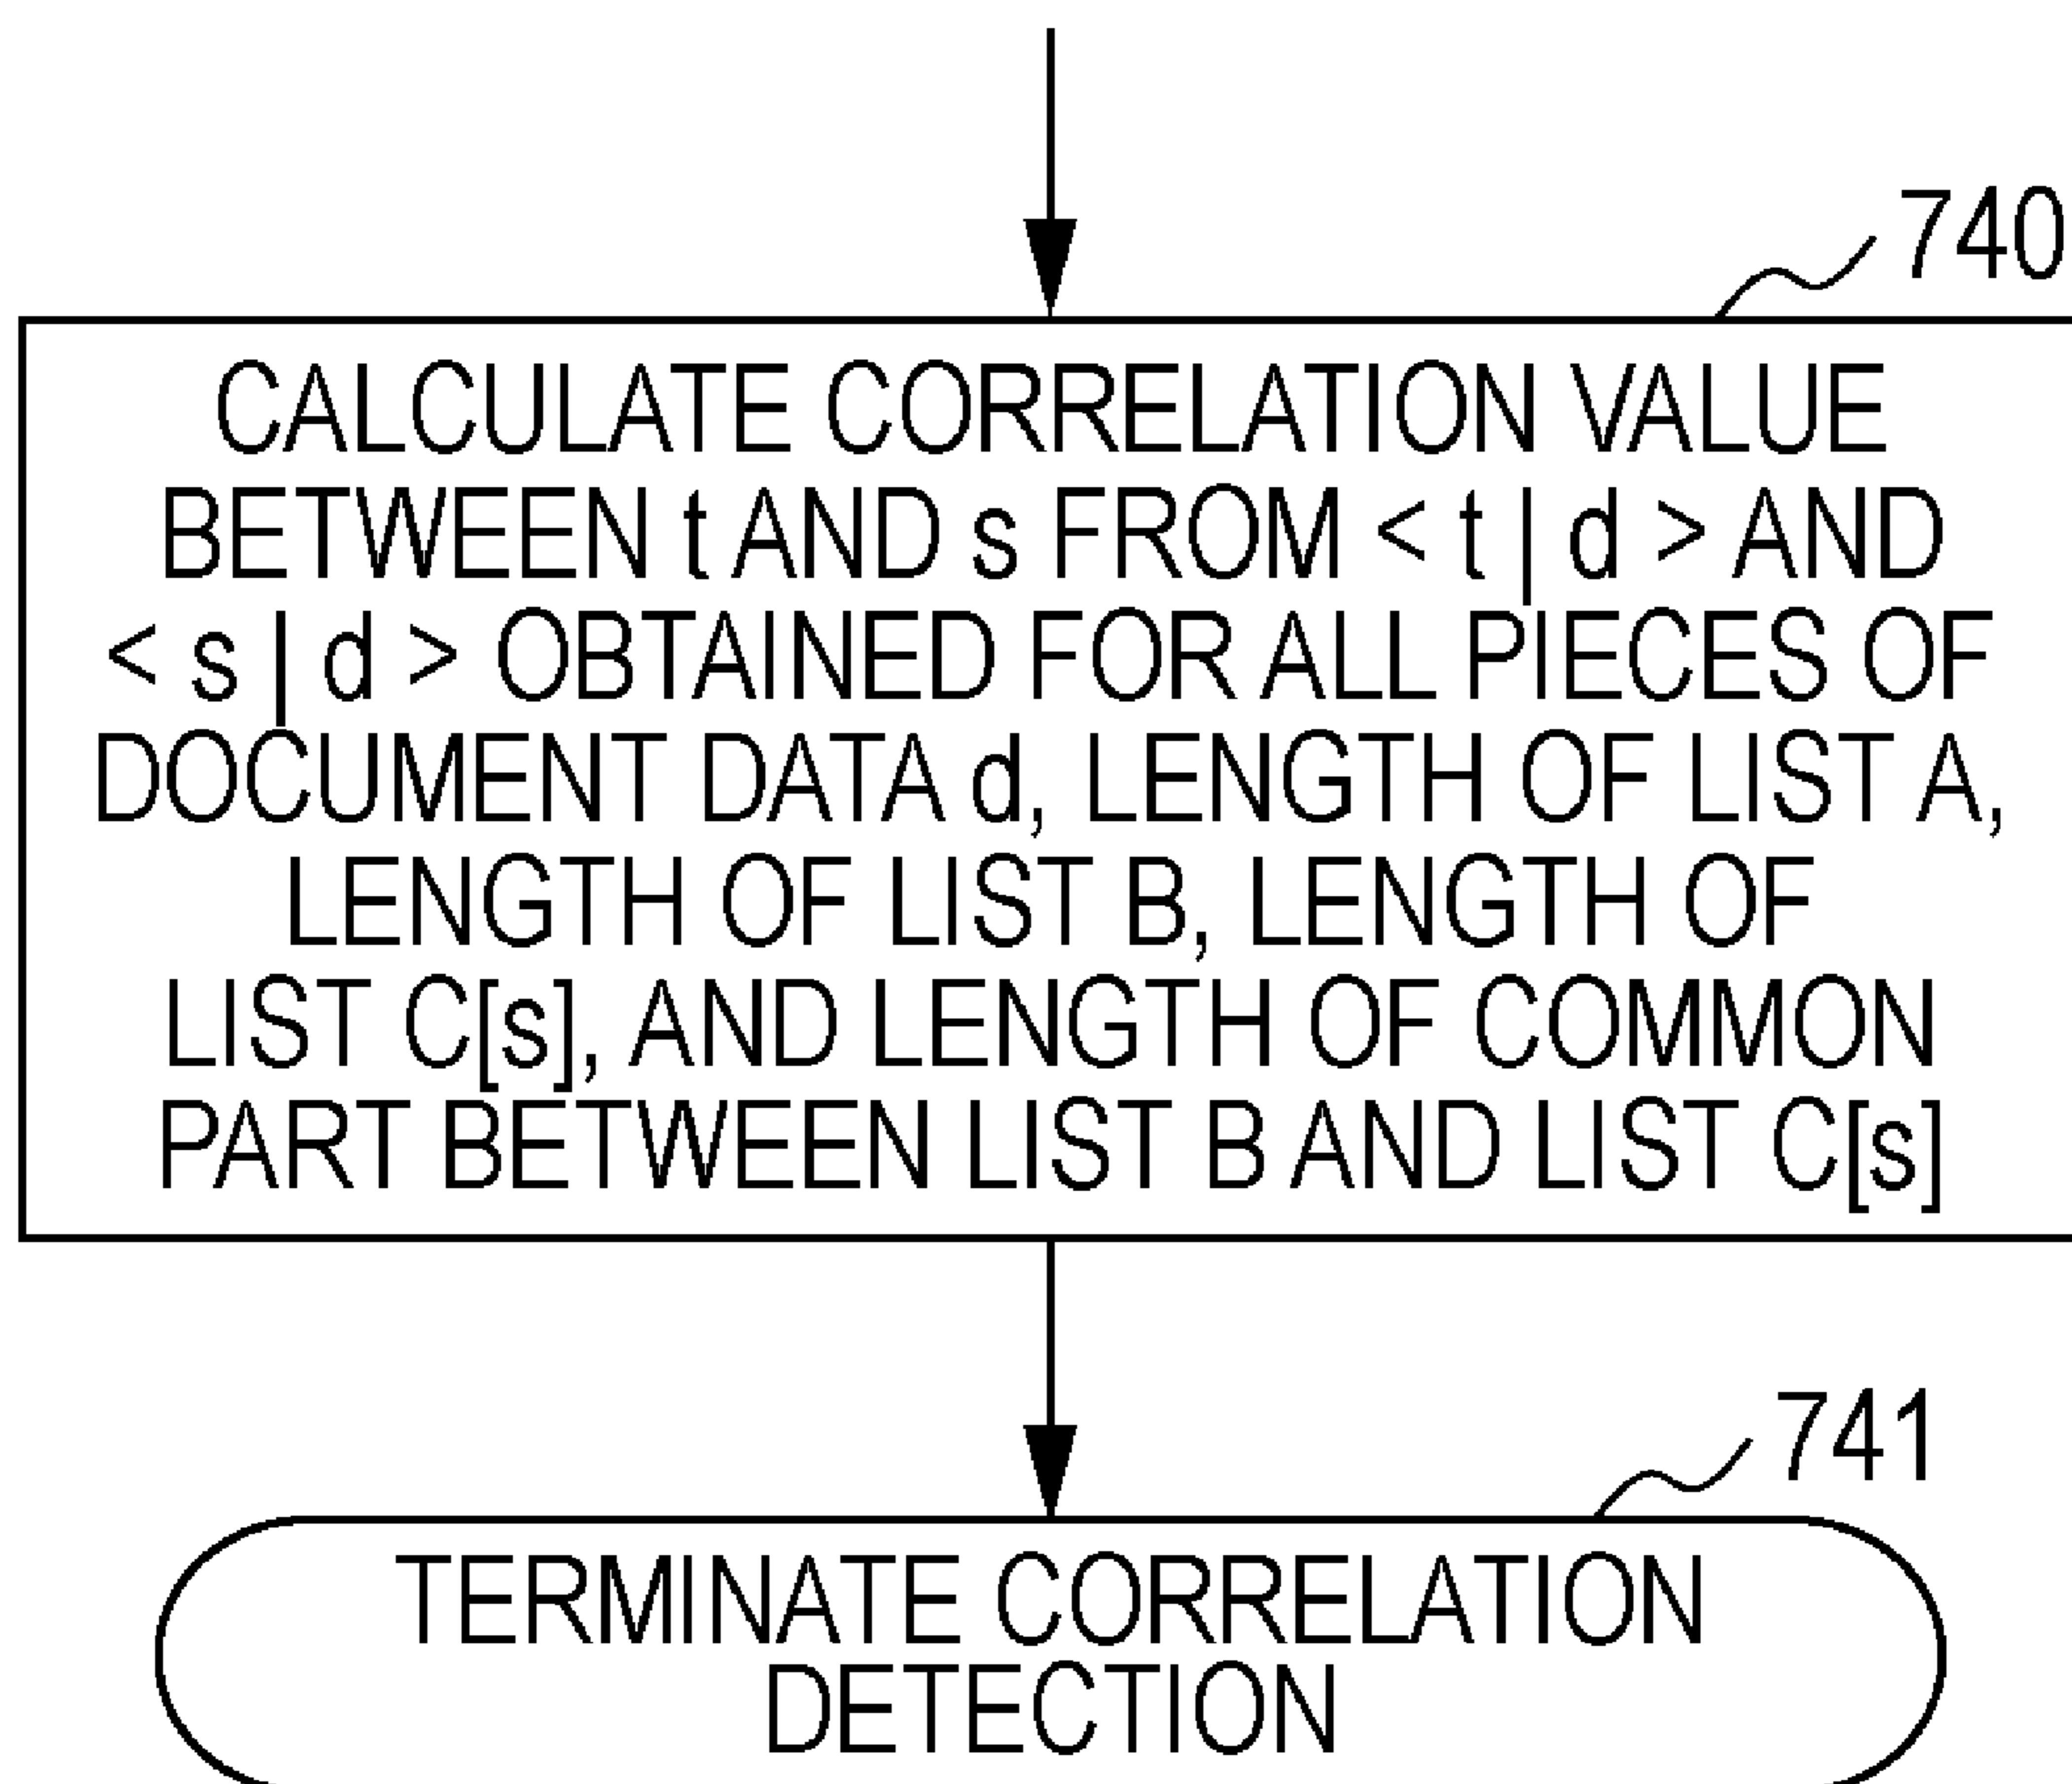 740
CALCULATE CORRELATION VALUE
BETWEEN t AND s FROM < t | d > AND
< s | d > OBTAINED FOR ALL PIECES OF
DOCUMENT DATA d, LENGTH OF LIST A,
LENGTH OF LIST B, LENGTH OF
LIST C[s], AND LENGTH OF COMMON
PART BETWEEN LIST B AND LIST C[s]
741
TERMINATE CORRELATION
DETECTION